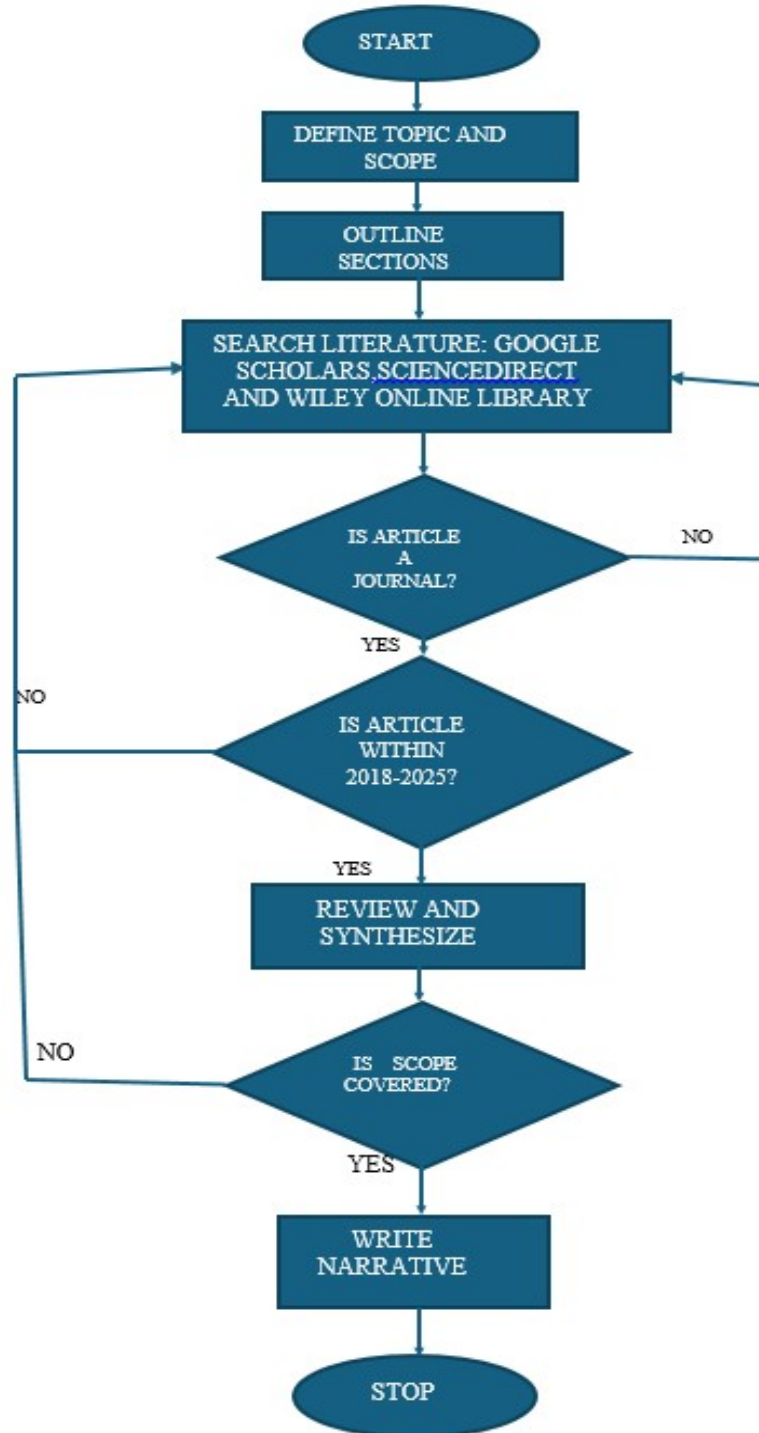 START
DEFINE TOPIC AND
SCOPE
OUTLINE
SECTIONS
SEARCH LITERATURE: GOOGLE
SCHOLARS,SCIENCEDIRECT
AND WILEY ONLINE LIBRARY
IS ARTICLE
A
JOURNAL?
NO
YES
NO
IS ARTICLE
WITHIN
2018-2025?
YES
REVIEW AND
SYNTHESIZE
NO
IS SCOPE
COVERED?
YES
WRITE
NARRATIVE
STOP